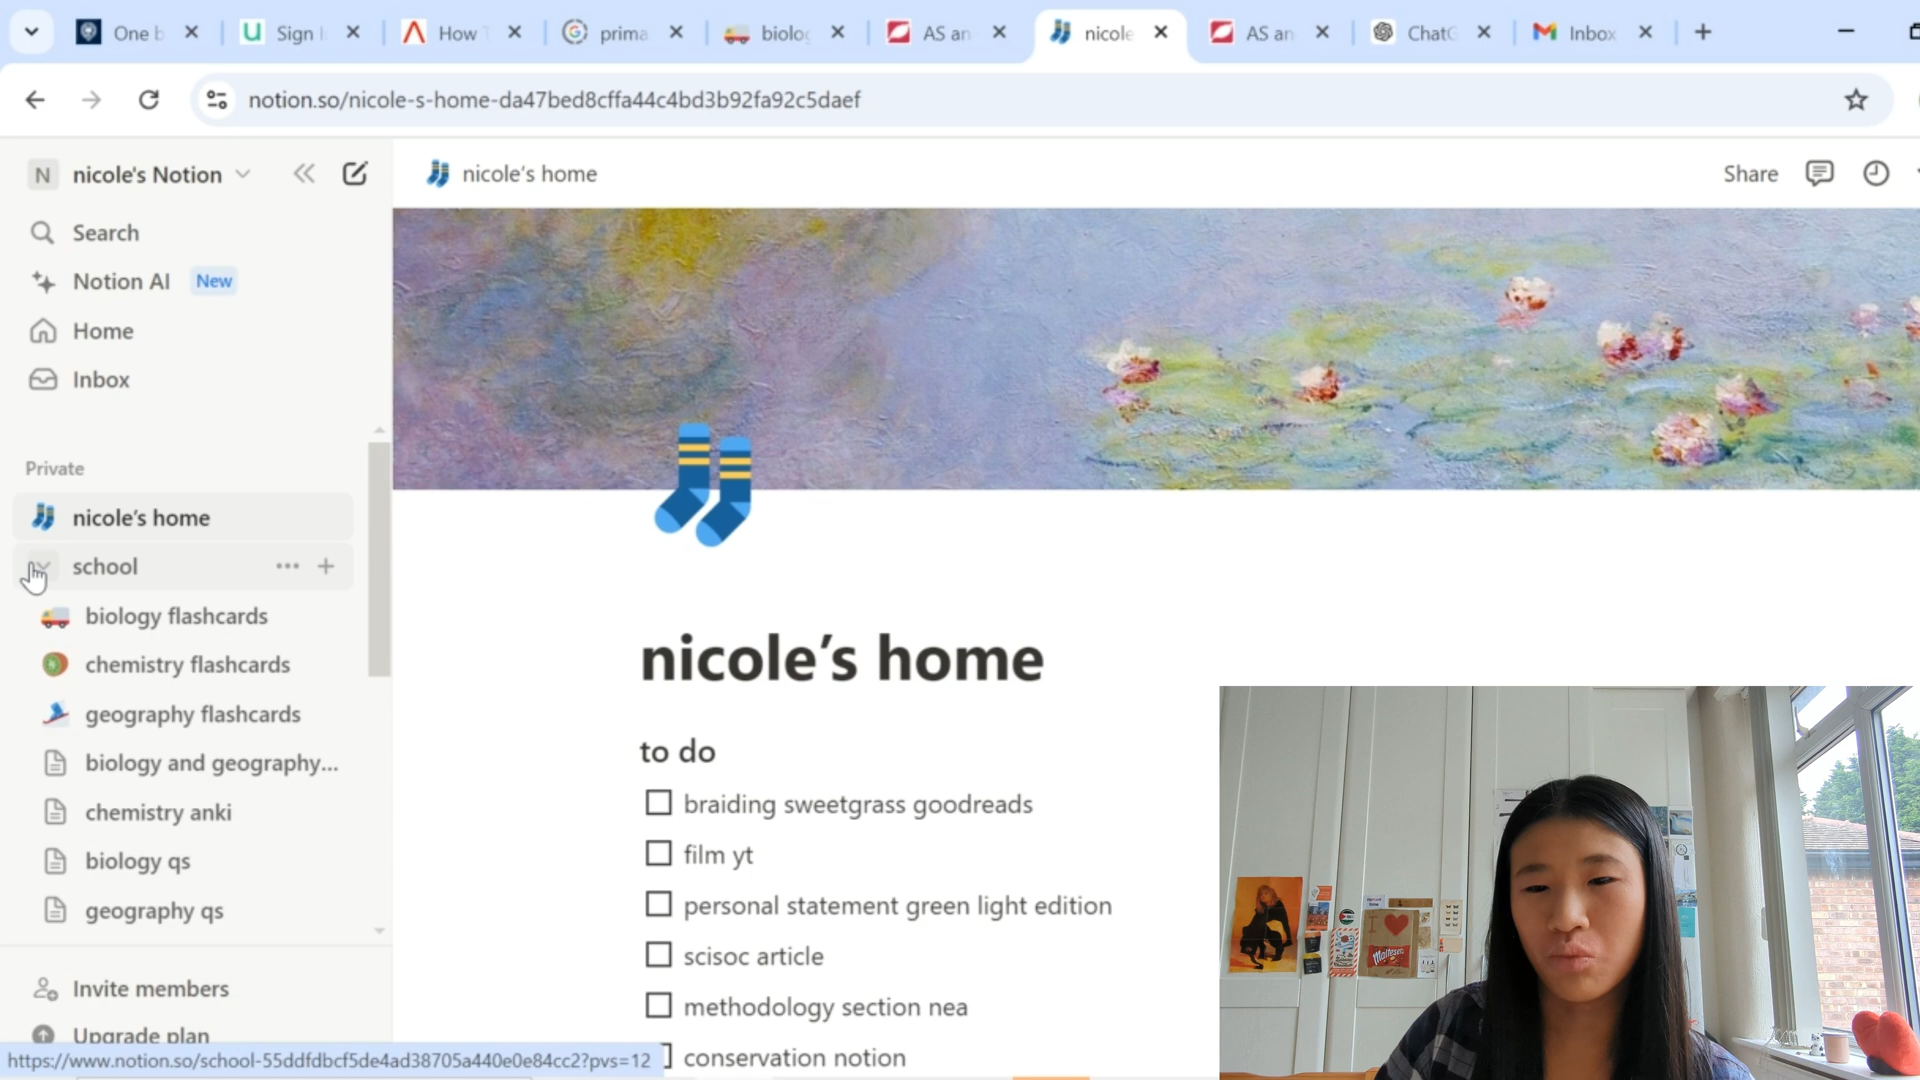 One b
Sign I
How T
prima
biolog
AS an
nicole
AS an
ChatG
Inbox
notion.so/nicole-s-home-da47bed8cffa44c4bd3b92fa92c5daef
N nicole's Notion
nicole's home
Share
Search
Notion AI New
Home
Inbox
Private
nicole's home
school
biology flashcards
chemistry flashcards
geography flashcards
biology and geography...
chemistry anki
biology qs
geography qs
Invite members
Upgrade plan
https://www.notion.so/school-55ddfdbcf5de4ad38705a440e0e84cc2?pvs=12
nicole's home
to do
braiding sweetgrass goodreads
film yt
personal statement green light edition
scisoc article
methodology section nea
conservation notion
I
Maltesers